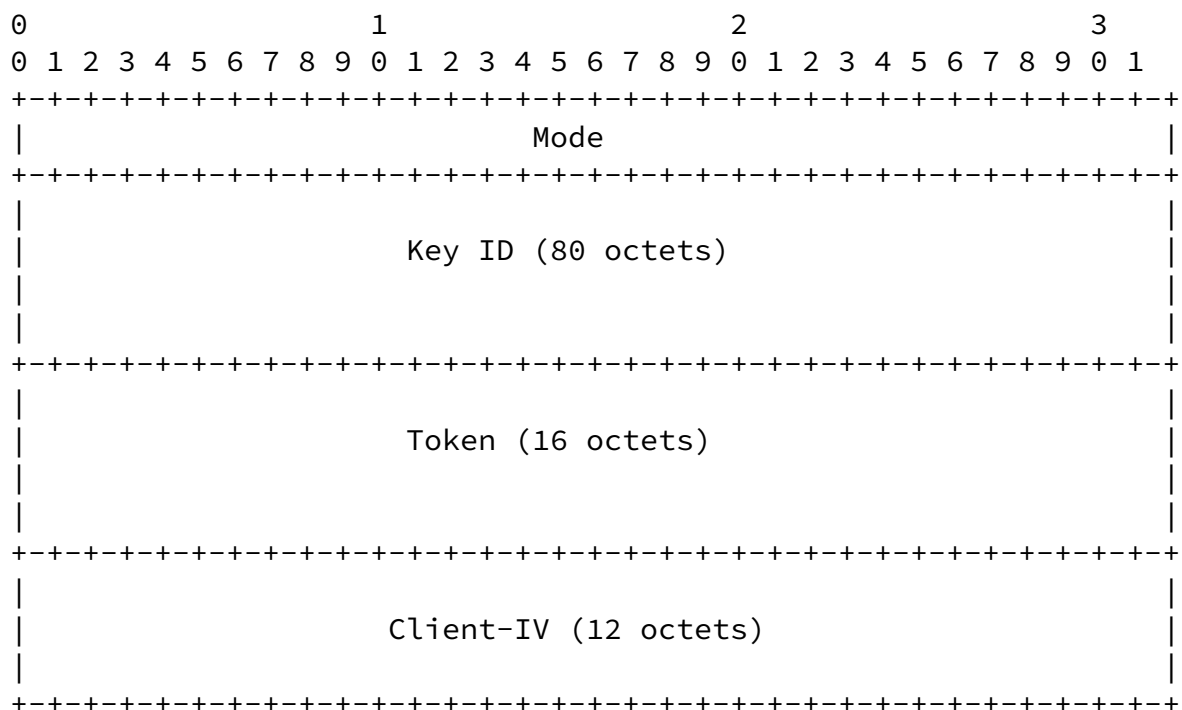 0                   1                   2                   3
0 1 2 3 4 5 6 7 8 9 0 1 2 3 4 5 6 7 8 9 0 1 2 3 4 5 6 7 8 9 0 1
+-+-+-+-+-+-+-+-+-+-+-+-+-+-+-+-+-+-+-+-+-+-+-+-+-+-+-+-+-+-+-+-+
|                            Mode                               |
+-+-+-+-+-+-+-+-+-+-+-+-+-+-+-+-+-+-+-+-+-+-+-+-+-+-+-+-+-+-+-+-+
|                                                               |
|                     Key ID (80 octets)                        |
|                                                               |
|                                                               |
+-+-+-+-+-+-+-+-+-+-+-+-+-+-+-+-+-+-+-+-+-+-+-+-+-+-+-+-+-+-+-+-+
|                                                               |
|                     Token (16 octets)                         |
|                                                               |
|                                                               |
+-+-+-+-+-+-+-+-+-+-+-+-+-+-+-+-+-+-+-+-+-+-+-+-+-+-+-+-+-+-+-+-+
|                                                               |
|                    Client-IV (12 octets)                      |
|                                                               |
+-+-+-+-+-+-+-+-+-+-+-+-+-+-+-+-+-+-+-+-+-+-+-+-+-+-+-+-+-+-+-+-+